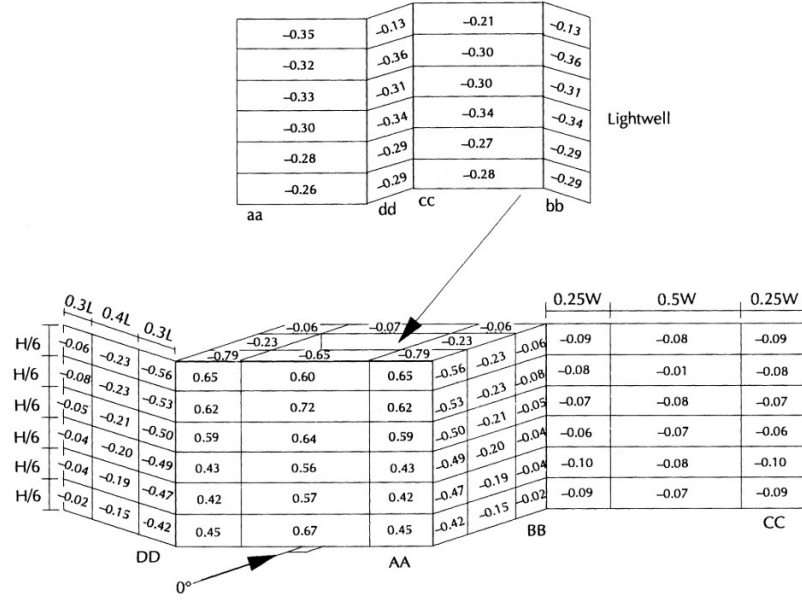 −0.35 −0.13 −0.21 −0.13
−0.32 −0.36 −0.30 −0.36
−0.33 −0.31 −0.30 −0.31
−0.30 −0.34 −0.34 −0.34 Lightwell
−0.28 −0.29 −0.27 −0.29
−0.26 −0.29 −0.28 −0.29
aa dd cc bb
0.3L 0.4L 0.3L 0.25W 0.5W 0.25W
−0.06 −0.07 −0.06
−0.23 −0.23
−0.79 −0.65 −0.79
H/6 −0.06 −0.23 −0.56 0.65 0.60 0.65 −0.56 −0.23 −0.06 −0.09 −0.08 −0.09
H/6 −0.08 −0.23 −0.53 0.62 0.72 0.62 −0.53 −0.23 −0.08 −0.08 −0.01 −0.08
H/6 −0.05 −0.21 −0.50 0.59 0.64 0.59 −0.50 −0.21 −0.05 −0.07 −0.08 −0.07
H/6 −0.04 −0.20 −0.49 0.43 0.56 0.43 −0.49 −0.20 −0.04 −0.06 −0.07 −0.06
H/6 −0.04 −0.19 −0.47 0.42 0.57 0.42 −0.47 −0.19 −0.04 −0.10 −0.08 −0.10
H/6 −0.02 −0.15 −0.42 0.45 0.67 0.45 −0.42 −0.15 −0.02 −0.09 −0.07 −0.09
DD AA BB CC
0°